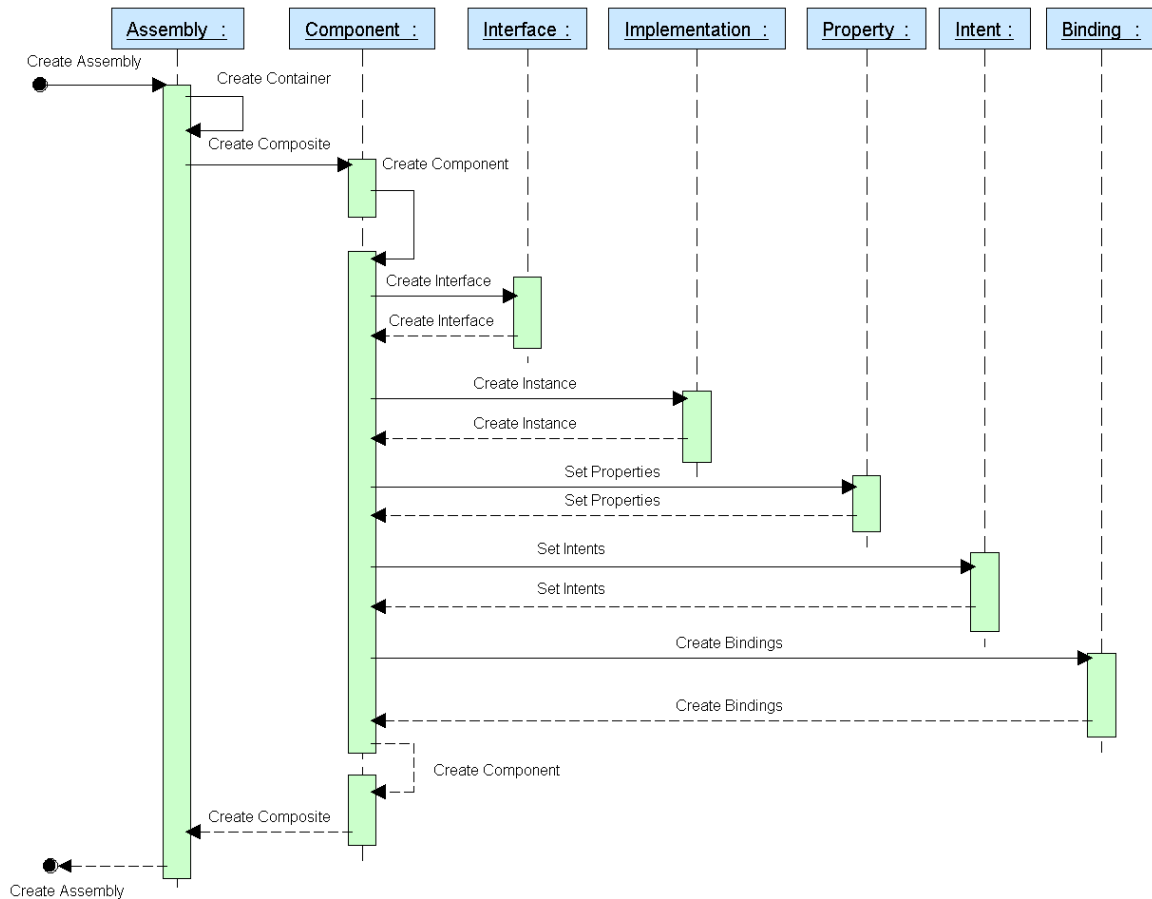 Assembly :
Component :
Interface :
Implementation :
Property :
Intent :
Binding :
Create Assembly
Create Container
Create Composite
Create Component
Create Interface
Create Interface
Create Instance
Create Instance
Set Properties
Set Properties
Set Intents
Set Intents
Create Bindings
Create Bindings
Create Component
Create Composite
Create Assembly